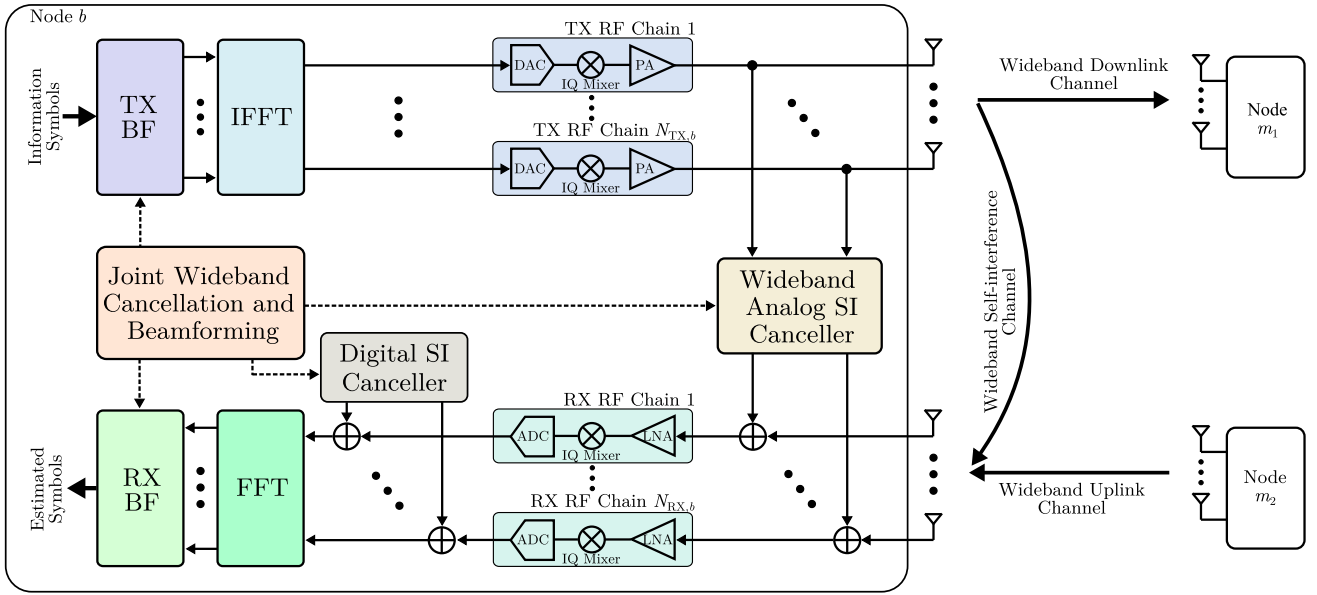 Node b
Information
Symbols
TX
BF
IFFT
TX RF Chain 1
DAC
IQ Mixer
PA
TX RF Chain N_TX,b
DAC
IQ Mixer
PA
Wideband Downlink
Channel
Node
m₁
Joint Wideband
Cancellation and
Beamforming
Wideband
Analog SI
Canceller
Wideband Self-interference
Channel
Digital SI
Canceller
Estimated
Symbols
RX
BF
FFT
RX RF Chain 1
ADC
IQ Mixer
LNA
RX RF Chain N_RX,b
ADC
IQ Mixer
LNA
Wideband Uplink
Channel
Node
m₂